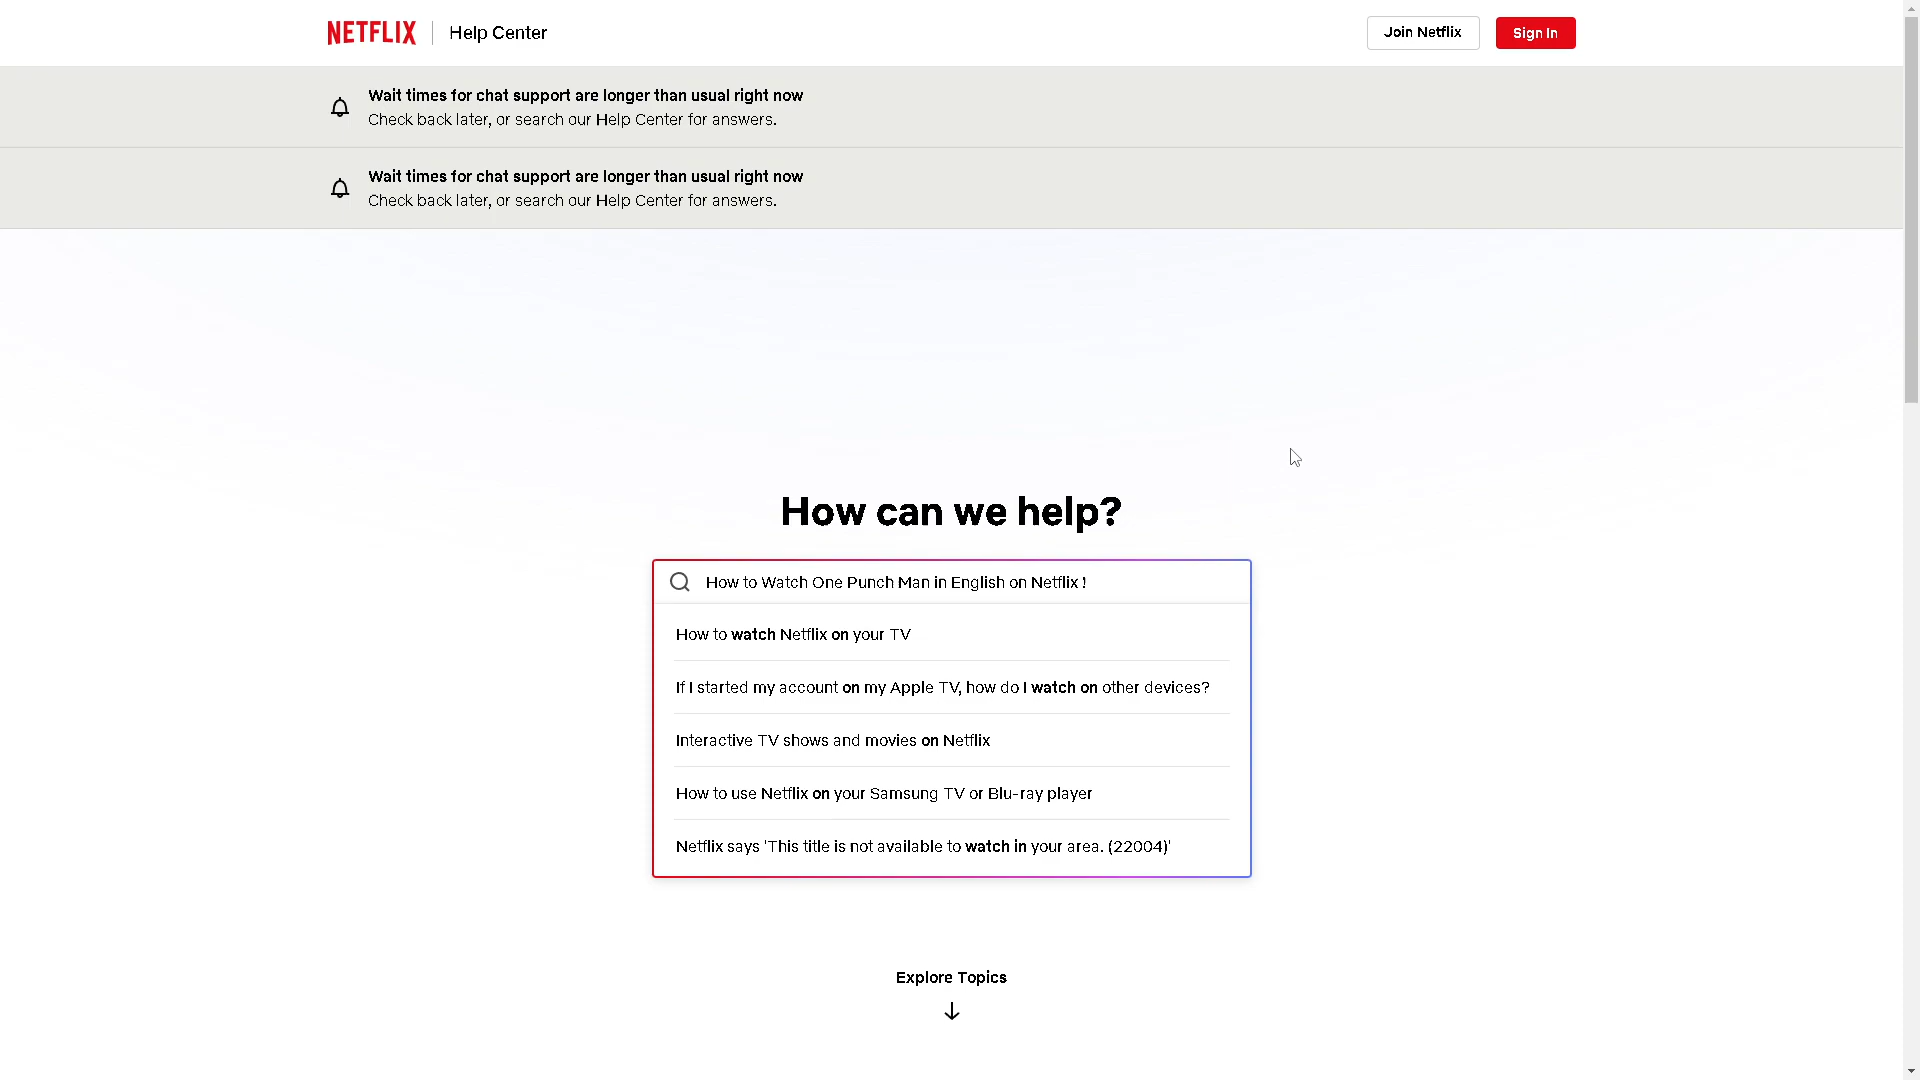 NETFLIX
Help Center
Join Netflix
Sign In
Wait times for chat support are longer than usual right now
Check back later, or search our Help Center for answers.
Wait times for chat support are longer than usual right now
Check back later, or search our Help Center for answers.
How can we help?
How to Watch One Punch Man in English on Netflix !
How to watch Netflix on your TV
If I started my account on my Apple TV, how do I watch on other devices?
Interactive TV shows and movies on Netflix
How to use Netflix on your Samsung TV or Blu-ray player
Netflix says 'This title is not available to watch in your area. (22004)'
Explore Topics